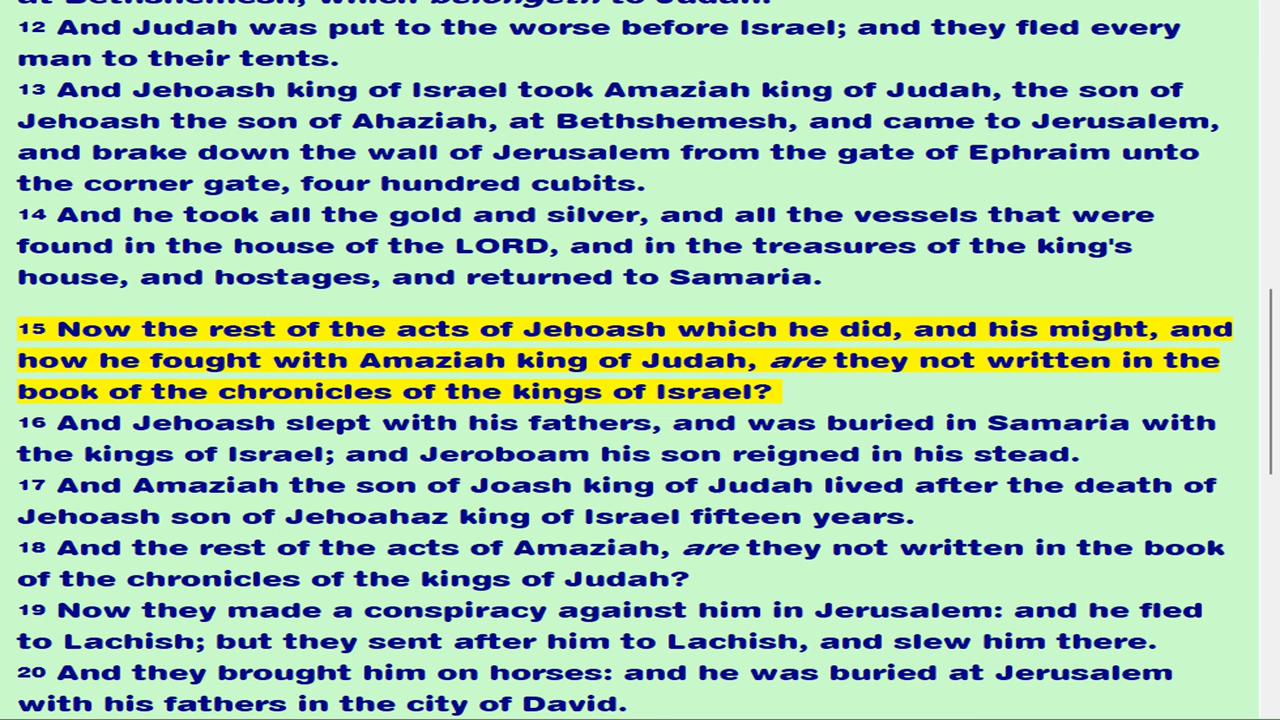 at Bethshemesh, which belongeth to Judah.
12 And Judah was put to the worse before Israel; and they fled every
man to their tents.
13 And Jehoash king of Israel took Amaziah king of Judah, the son of
Jehoash the son of Ahaziah, at Bethshemesh, and came to Jerusalem,
and brake down the wall of Jerusalem from the gate of Ephraim unto
the corner gate, four hundred cubits.
14 And he took all the gold and silver, and all the vessels that were
found in the house of the LORD, and in the treasures of the king's
house, and hostages, and returned to Samaria.
15 Now the rest of the acts of Jehoash which he did, and his might, and
how he fought with Amaziah king of Judah, are they not written in the
book of the chronicles of the kings of Israel?
16 And Jehoash slept with his fathers, and was buried in Samaria with
the kings of Israel; and Jeroboam his son reigned in his stead.
17 And Amaziah the son of Joash king of Judah lived after the death of
Jehoash son of Jehoahaz king of Israel fifteen years.
18 And the rest of the acts of Amaziah, are they not written in the book
of the chronicles of the kings of Judah?
19 Now they made a conspiracy against him in Jerusalem: and he fled
to Lachish; but they sent after him to Lachish, and slew him there.
20 And they brought him on horses: and he was buried at Jerusalem
with his fathers in the city of David.